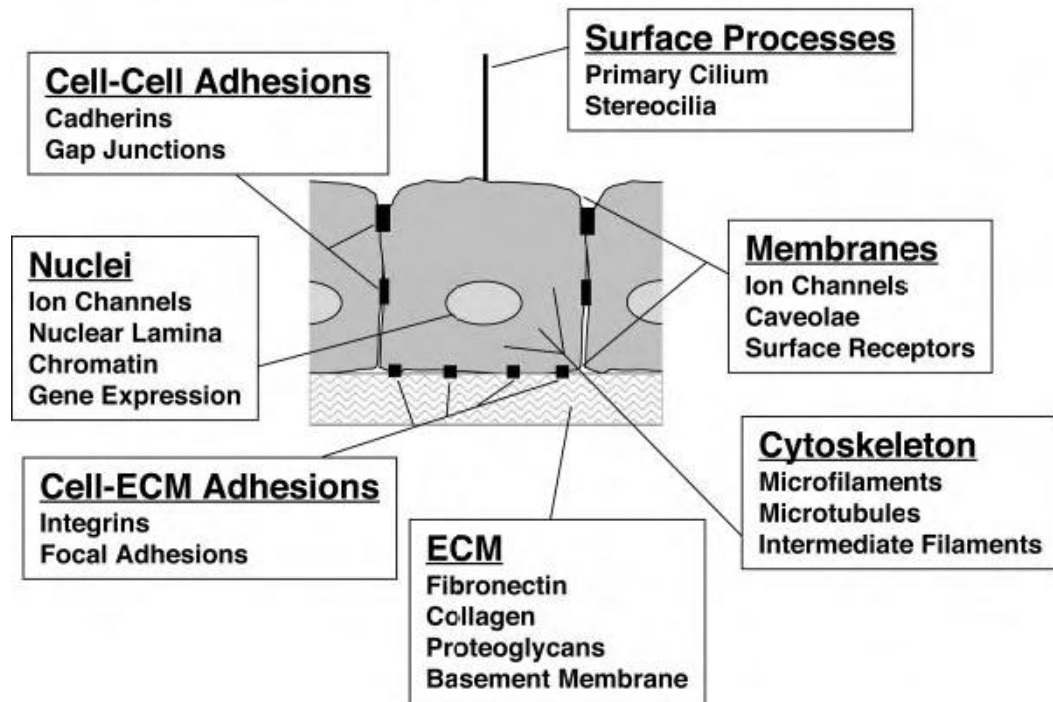 Surface Processes
Primary Cilium
Stereocilia
Cell-Cell Adhesions
Cadherins
Gap Junctions
Nuclei
Ion Channels
Nuclear Lamina
Chromatin
Gene Expression
Membranes
Ion Channels
Caveolae
Surface Receptors
Cell-ECM Adhesions
Integrins
Focal Adhesions
ECM
Fibronectin
Collagen
Proteoglycans
Basement Membrane
Cytoskeleton
Microfilaments
Microtubules
Intermediate Filaments